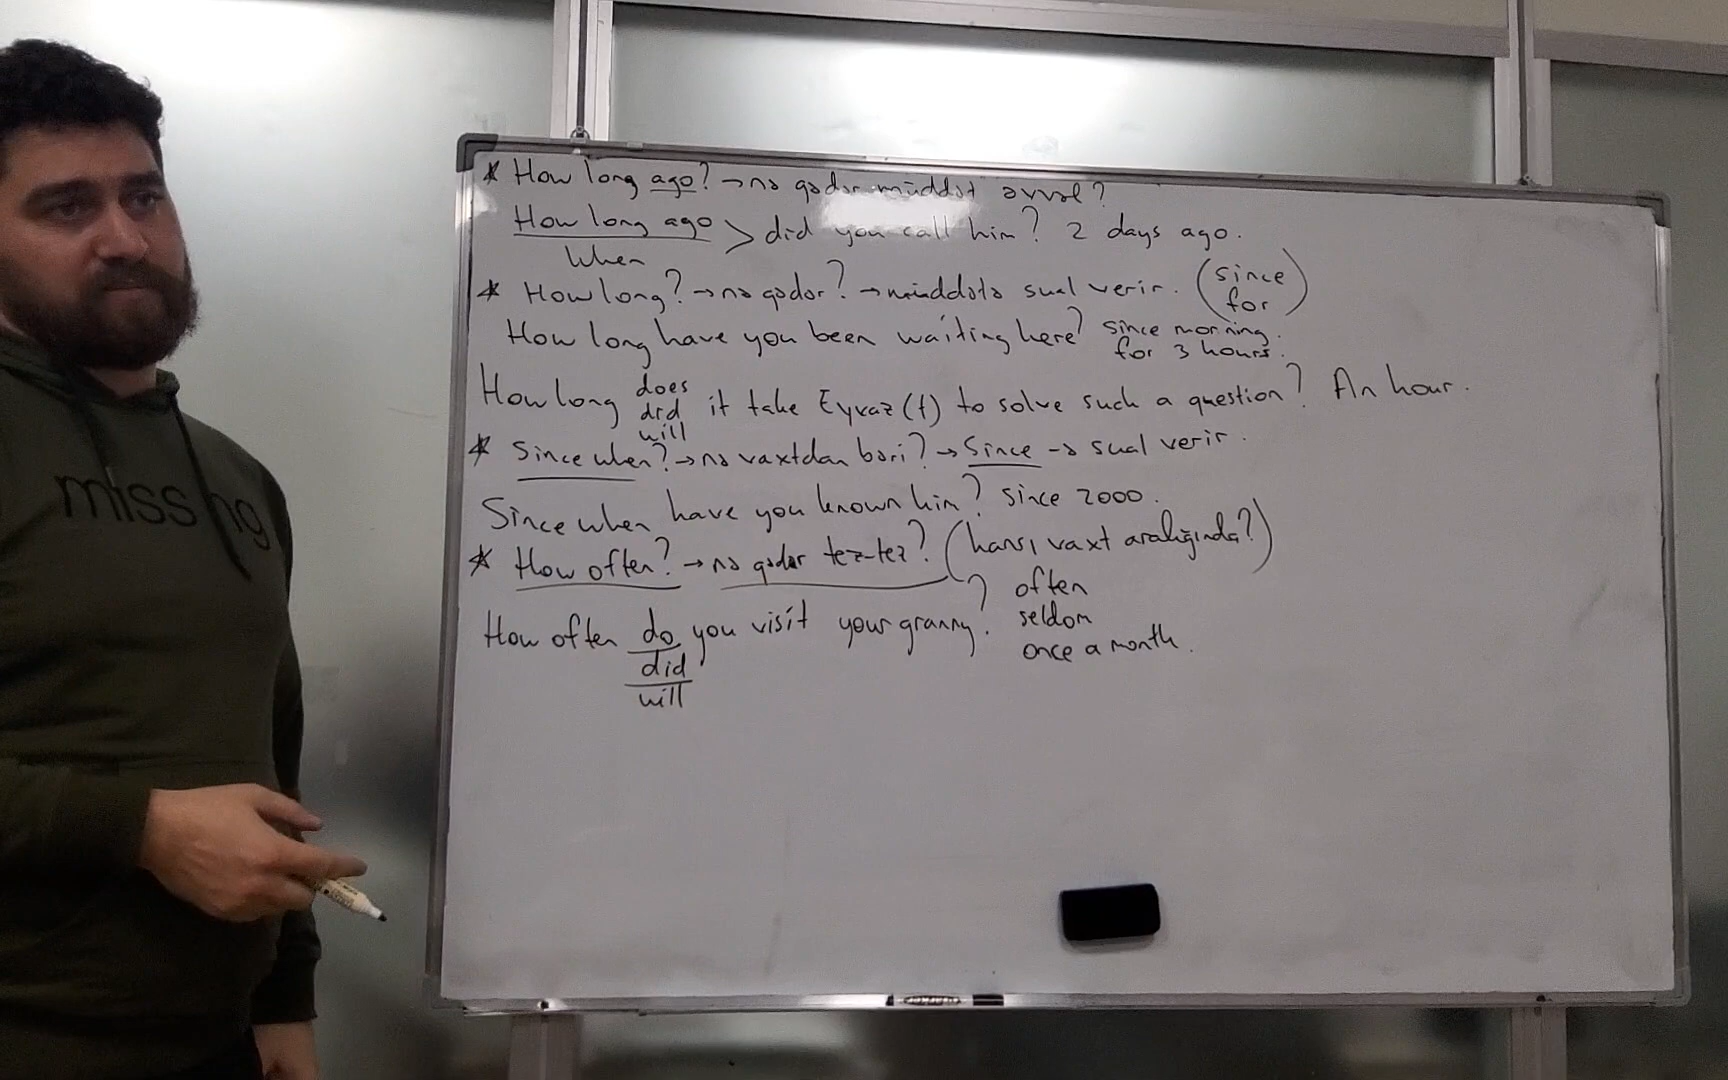 * How long ago? → nə qədər müddət əvvəl?
How long ago > did you call him? 2 days ago.
When
* How long? → nə qədər? → müddətə sual verir. (since
for)
How long have you been waiting here? since morning.
for 3 hours.
How long does it take Eyvaz (f) to solve such a question? An hour.
did
will
* Since when? → nə vaxtdan bəri? → Since → sual verir.
Since when have you known him? since 2000.
* How often? → nə qədər tez-tez? (hansı vaxt aralığında?)
How often do you visit your granny? often
did
will
seldom
once a month.
miss ng